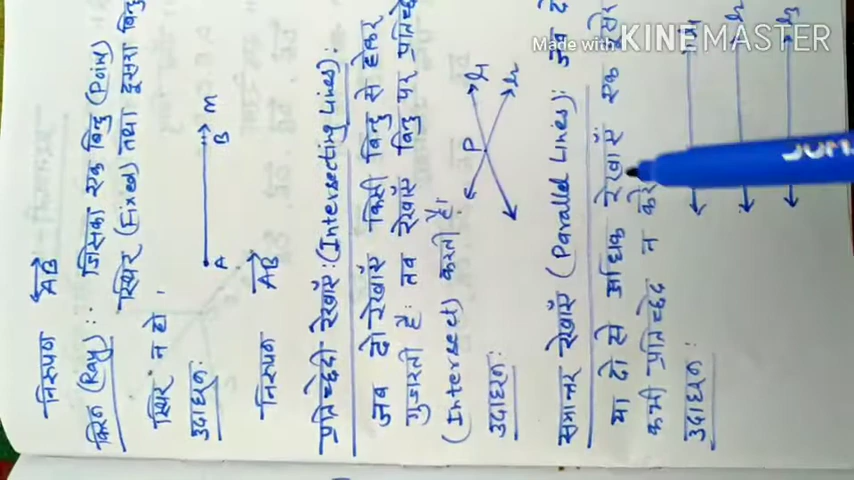 निरूपण AB
किरण (Ray): जिसका एक बिन्दु (Point)
स्थिर (Fixed) तथा दूसरा बिन्दु
स्थिर न हो।
उदाहरण:
A B M
निरूपण AB
प्रतिच्छेदी रेखाएँ: (Intersecting Lines):
जब दो रेखाएँ किसी बिन्दु से होकर
गुजरती है। तब रेखाएँ बिन्दु पर
(Intersect) करती हैं।
उदाहरण:
P
समान्तर रेखाएँ (Parallel Lines): जब
या दो से अधिक रेखाएँ एक
कभी प्रतिच्छेद न
उदाहरण:
Made with KINEMASTER